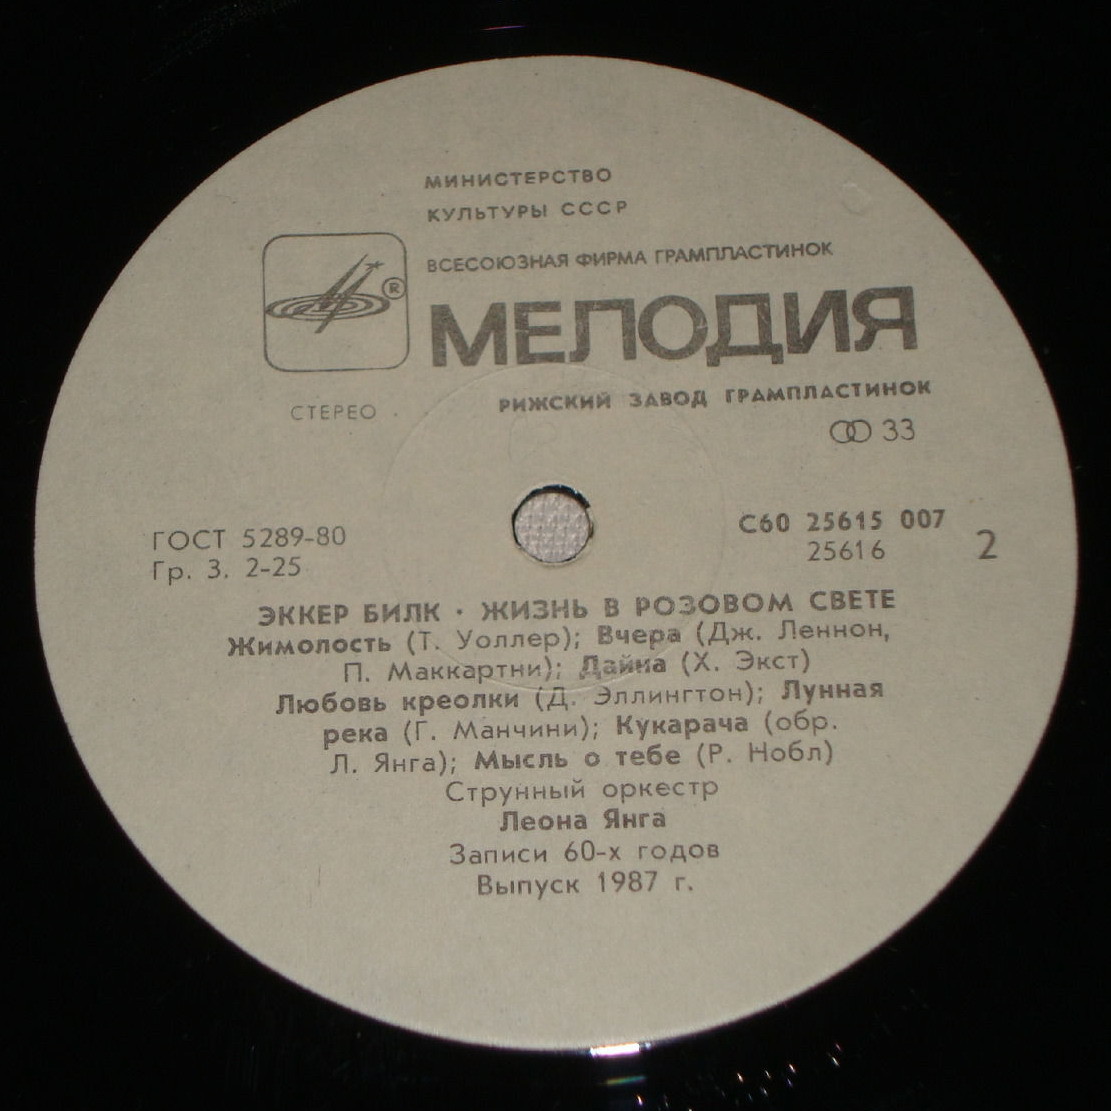 МИНИСТЕРСТВО
КУЛЬТУРЫ СССР
ВСЕСОЮЗНАЯ ФИРМА ГРАМПЛАСТИНОК
®
МЕЛОДИЯ
СТЕРЕО
РИЖСКИЙ ЗАВОД ГРАМПЛАСТИНОК
33
ГОСТ 5289-80
Гр. 3. 2-25
С60 25615 007
25616
2
ЭККЕР БИЛК · ЖИЗНЬ В РОЗОВОМ СВЕТЕ
Жимолость (Т. Уоллер); Вчера (Дж. Леннон,
П. Маккартни); Дайна (Х. Экст)
Любовь креолки (Д. Эллингтон); Лунная
река (Г. Манчини); Кукарача (обр.
Л. Янга); Мысль о тебе (Р. Нобл)
Струнный оркестр
Леона Янга
Записи 60-х годов
Выпуск 1987 г.